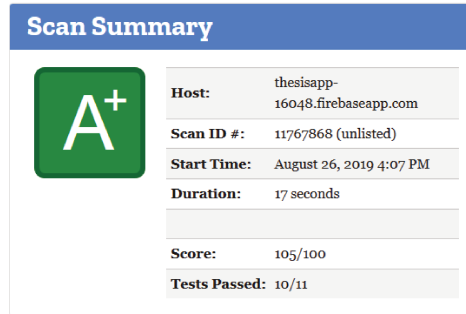 Scan Summary
A+
Host: thesisapp-
16048.firebaseapp.com
Scan ID #: 11767868 (unlisted)
Start Time: August 26, 2019 4:07 PM
Duration: 17 seconds
Score: 105/100
Tests Passed: 10/11